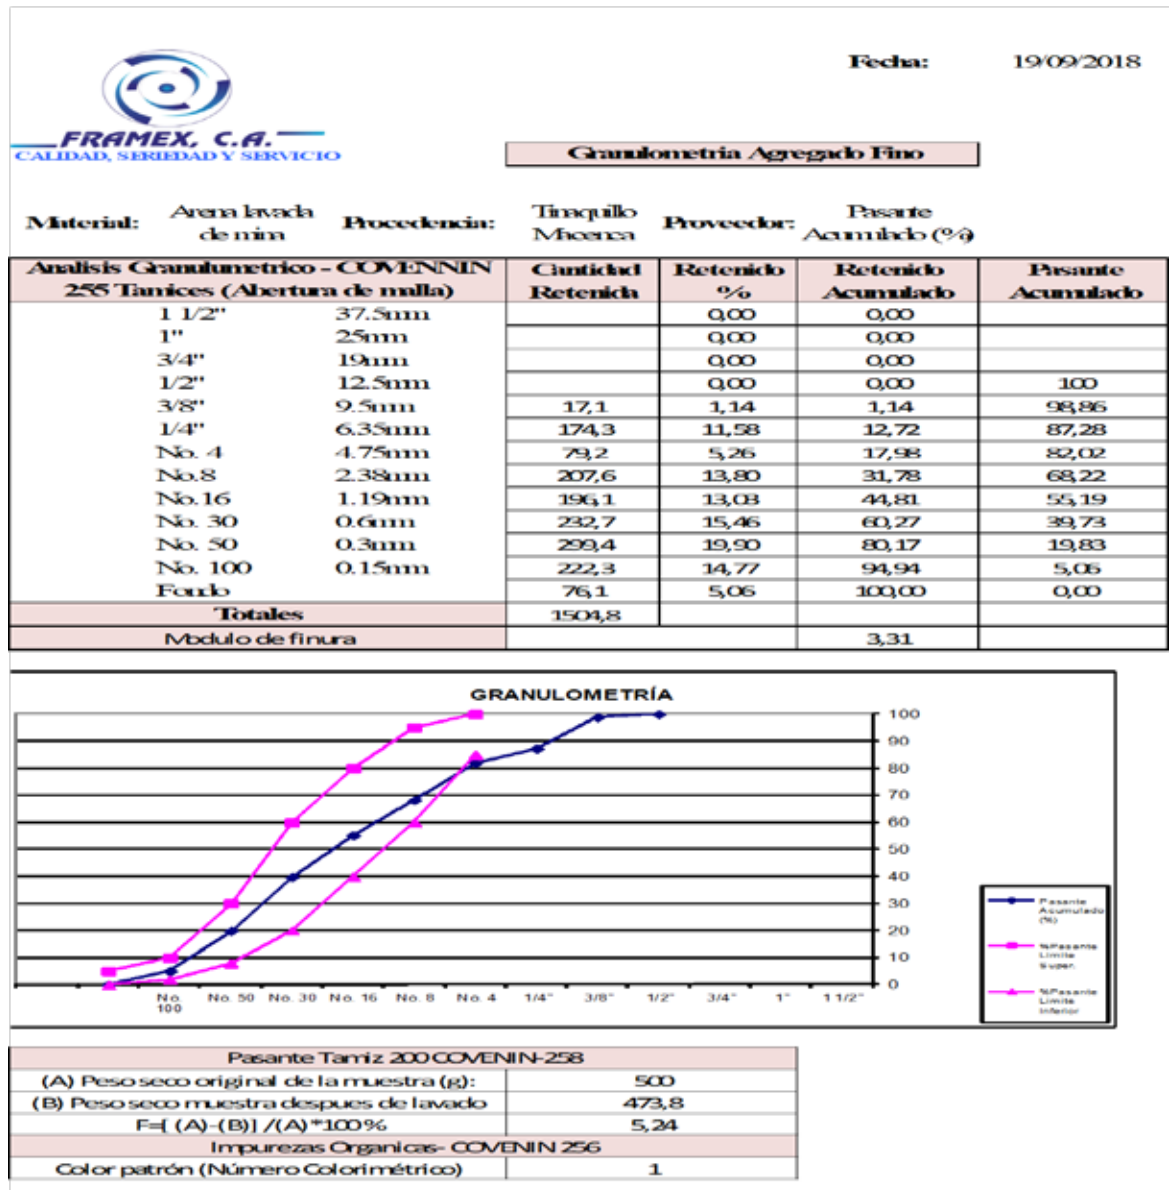 Fecha: 19/09/2018
FRAMEX, C.A.
CALIDAD, SERIEDAD Y SERVICIO
Granulometria Agregado Fino
Material: Arena lavada de mina Procedencia: Tinaquillo Macenca Proveedor: Pasante Acumulado (%)
Analisis Granulumetrico - COVENNIN 255 Tamices (Abertura de malla) Cantidad Retenida Retenido % Retenido Acumulado Pasante Acumulado
1 1/2" 37.5mm 0,00 0,00
1" 25mm 0,00 0,00
3/4" 19mm 0,00 0,00
1/2" 12.5mm 0,00 0,00 100
3/8" 9.5mm 17,1 1,14 1,14 98,86
1/4" 6.35mm 174,3 11,58 12,72 87,28
No. 4 4.75mm 79,2 5,26 17,98 82,02
No.8 2.38mm 207,6 13,80 31,78 68,22
No.16 1.19mm 196,1 13,03 44,81 55,19
No. 30 0.6mm 232,7 15,46 60,27 39,73
No. 50 0.3mm 299,4 19,90 80,17 19,83
No. 100 0.15mm 222,3 14,77 94,94 5,06
Fondo 76,1 5,06 100,00 0,00
Totales 1504,8
Modulo de finura 3,31
GRANULOMETRÍA
100
90
80
70
60
50
40
30
20
10
0
No. 100 No. 50 No. 30 No. 16 No. 8 No. 4 1/4" 3/8" 1/2" 3/4" 1" 1 1/2"
Pasante Acumulado (%)
%Pasante Limite Super.
%Pasante Limite Inferior
Pasante Tamiz 200 COVENIN-258
(A) Peso seco original de la muestra (g): 500
(B) Peso seco muestra despues de lavado 473,8
F=[ (A)-(B)] /(A)*100% 5,24
Impurezas Organicas- COVENIN 256
Color patrón (Número Colorimétrico) 1